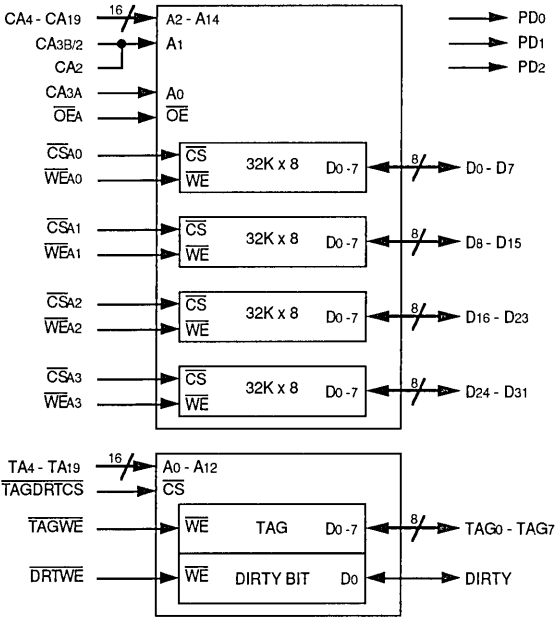 CA4 - CA19 16 A2 - A14 PD0
CA3B/2 A1 PD1
CA2 PD2
CA3A A0
OEA OE
CSA0 CS 32K x 8 D0 -7 8 D0 - D7
WEA0 WE
CSA1 CS 32K x 8 D0 -7 8 D8 - D15
WEA1 WE
CSA2 CS 32K x 8 D0 -7 8 D16 - D23
WEA2 WE
CSA3 CS 32K x 8 D0 -7 8 D24 - D31
WEA3 WE
TA4 - TA19 16 A0 - A12
TAGDRTCS CS
TAGWE WE TAG D0 -7 8 TAG0 - TAG7
DRTWE WE DIRTY BIT D0 DIRTY